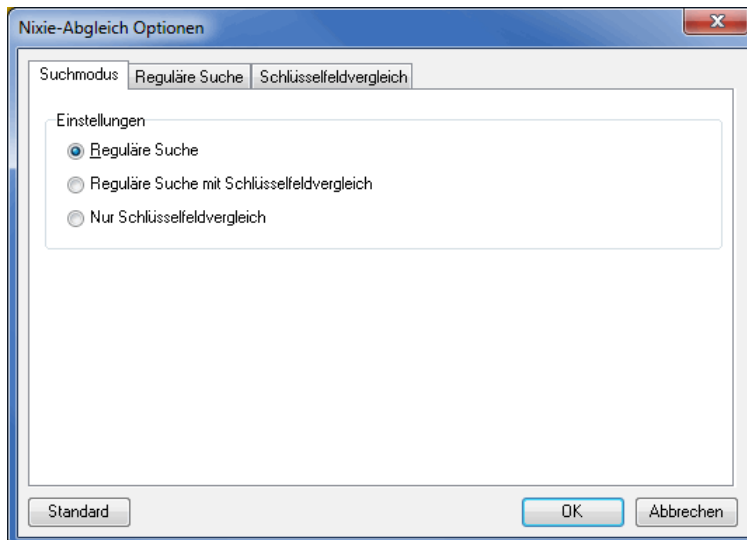 Nixie-Abgleich Optionen
x
Suchmodus Reguläre Suche Schlüsselfeldvergleich
Einstellungen
Reguläre Suche
Reguläre Suche mit Schlüsselfeldvergleich
Nur Schlüsselfeldvergleich
Standard OK Abbrechen